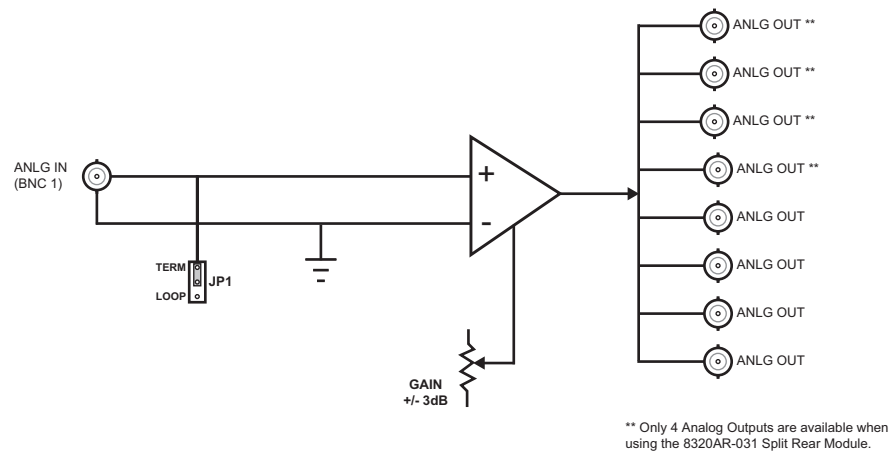 ANLG OUT **
ANLG OUT **
ANLG OUT **
ANLG IN
(BNC 1)
ANLG OUT **
+
-
ANLG OUT
TERM
JP1
LOOP
ANLG OUT
ANLG OUT
ANLG OUT
GAIN
+/- 3dB
** Only 4 Analog Outputs are available when
using the 8320AR-031 Split Rear Module.